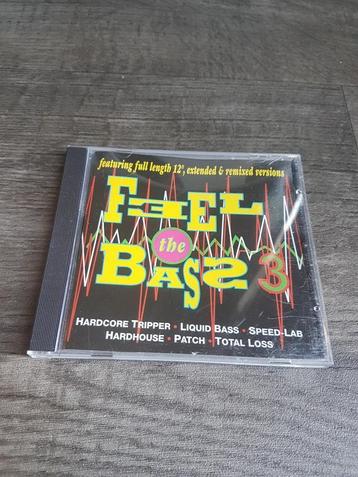 featuring full length 12", extended & remixed versions
FEEL
the
BASS 3
HARDCORE TRIPPER • LIQUID BASS • SPEED-LAB
HARDHOUSE • PATCH • TOTAL LOSS